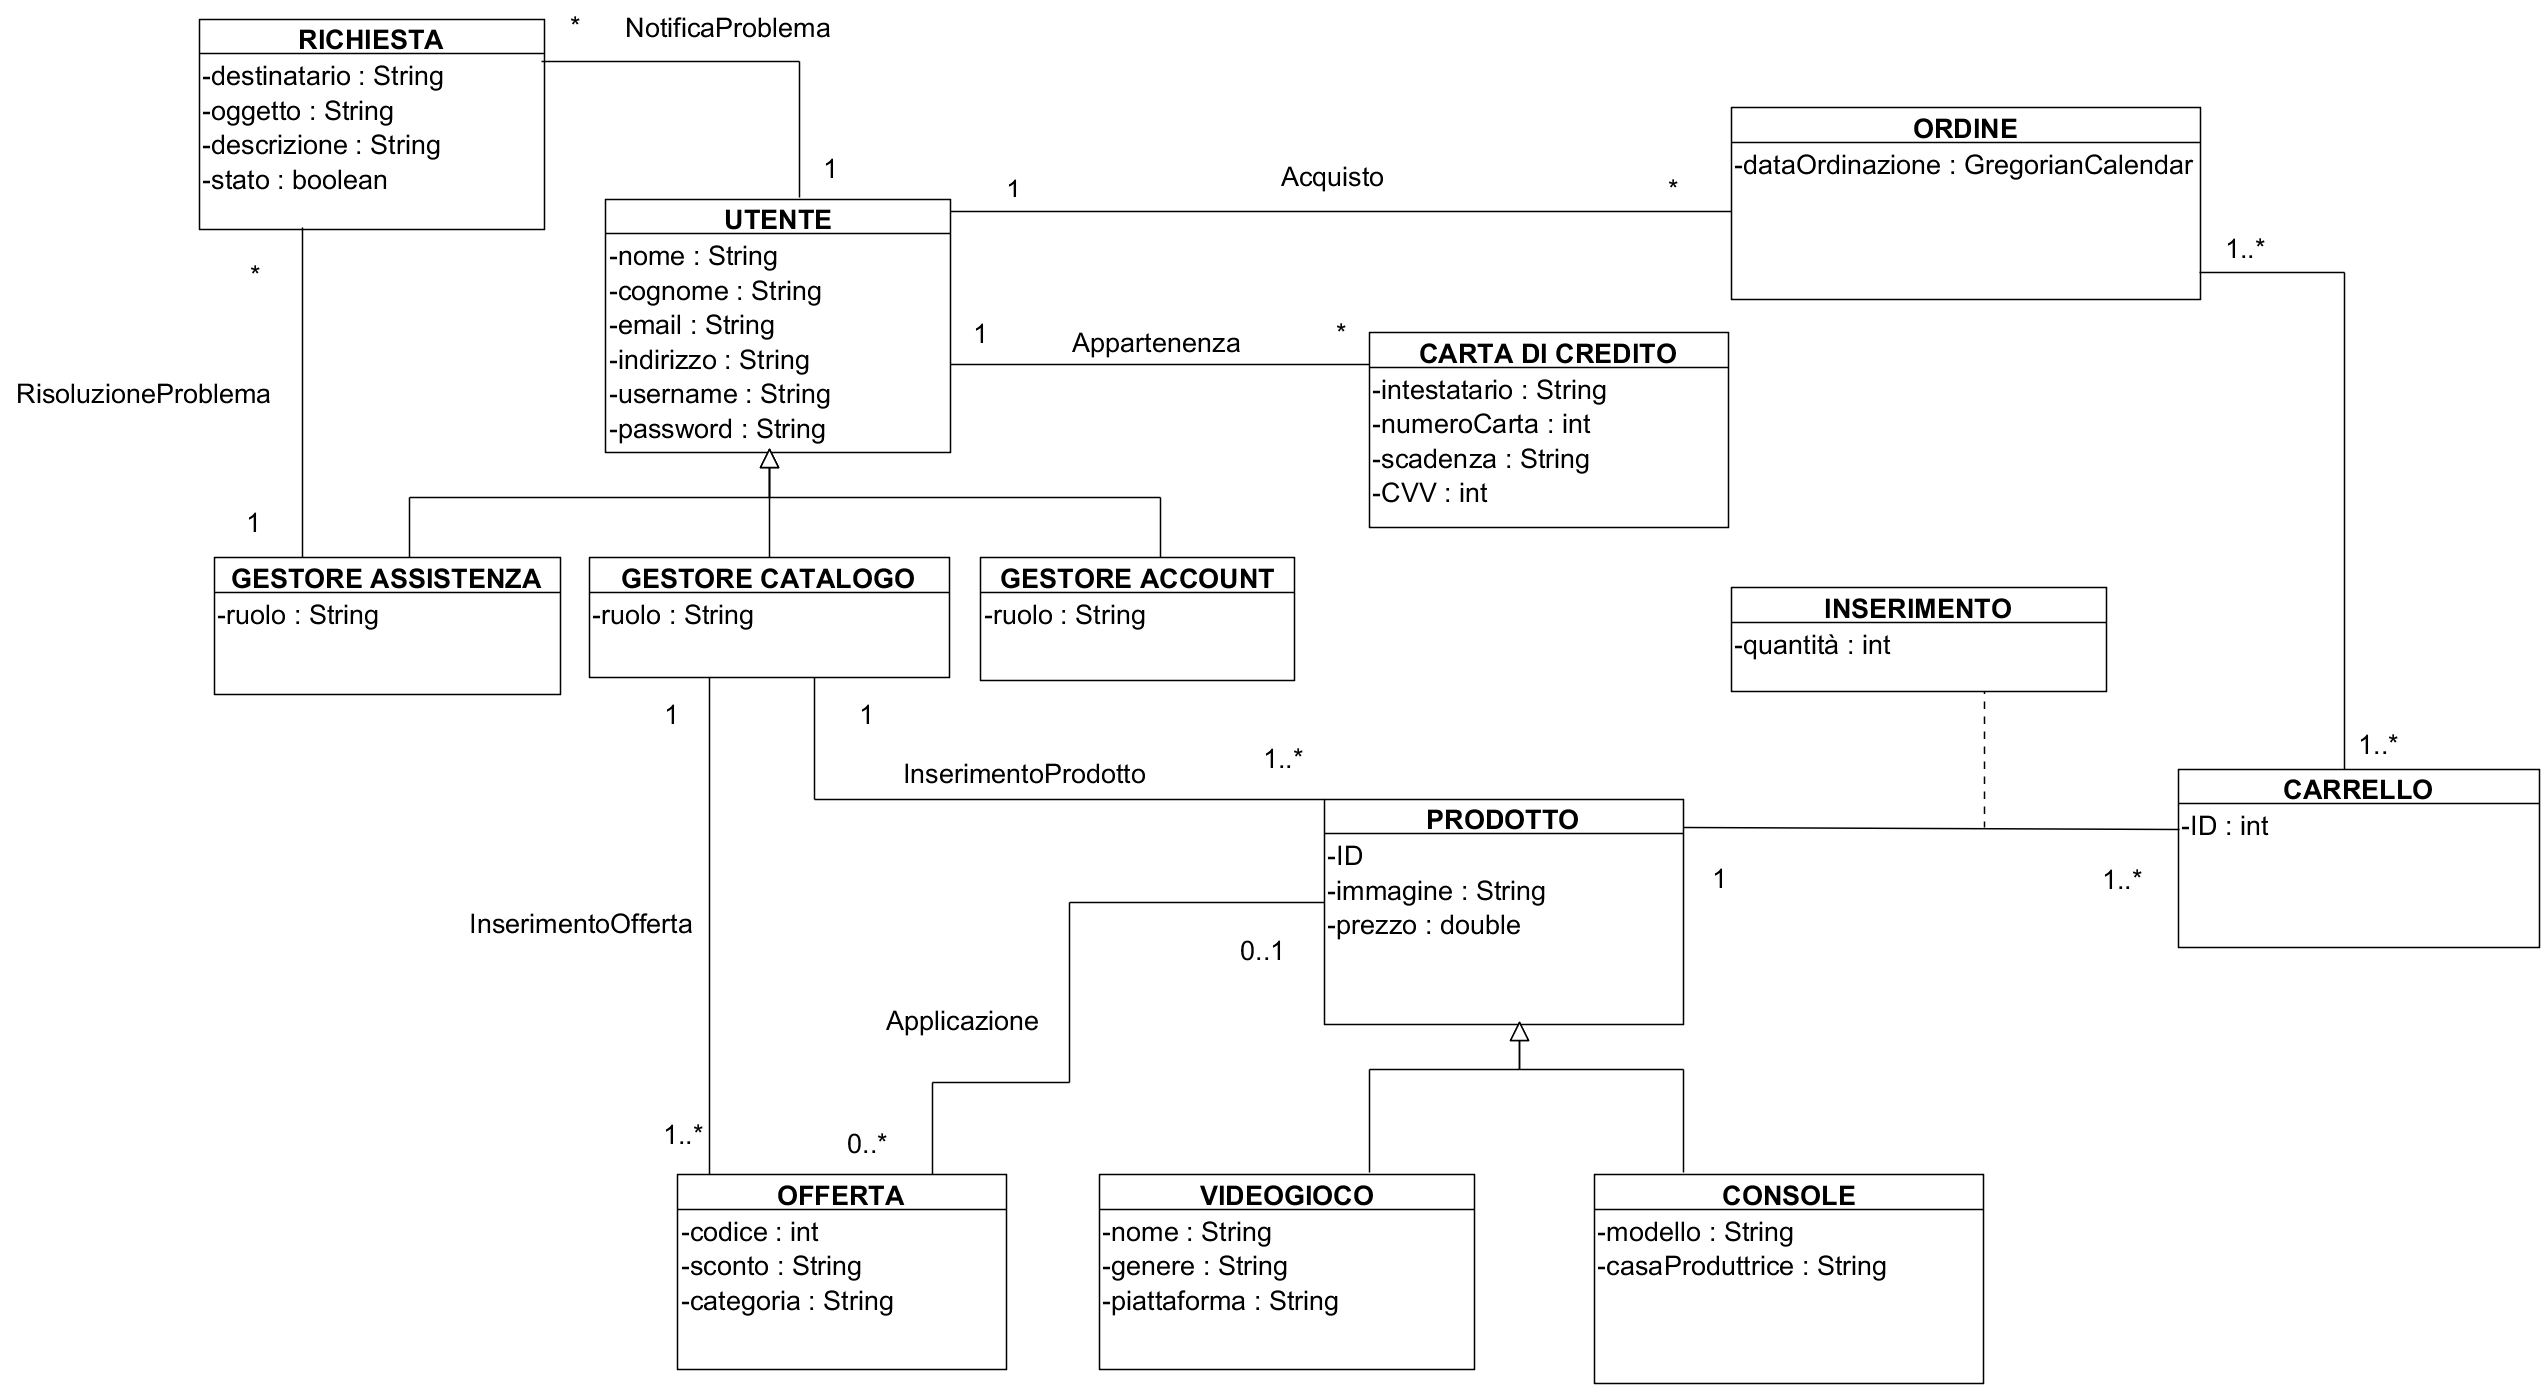 RICHIESTA
-destinatario : String
-oggetto : String
-descrizione : String
-stato : boolean
*
NotificaProblema
1
UTENTE
-nome : String
-cognome : String
-email : String
-indirizzo : String
-username : String
-password : String
1
Acquisto
*
ORDINE
-dataOrdinazione : GregorianCalendar
1..*
1
Appartenenza
*
CARTA DI CREDITO
-intestatario : String
-numeroCarta : int
-scadenza : String
-CVV : int
*
RisoluzioneProblema
1
GESTORE ASSISTENZA
-ruolo : String
GESTORE CATALOGO
-ruolo : String
GESTORE ACCOUNT
-ruolo : String
INSERIMENTO
-quantità : int
1
1
InserimentoProdotto
1..*
1..*
PRODOTTO
-ID
-immagine : String
-prezzo : double
CARRELLO
-ID : int
1
1..*
InserimentoOfferta
0..1
Applicazione
1..*
0..*
OFFERTA
-codice : int
-sconto : String
-categoria : String
VIDEOGIOCO
-nome : String
-genere : String
-piattaforma : String
CONSOLE
-modello : String
-casaProduttrice : String